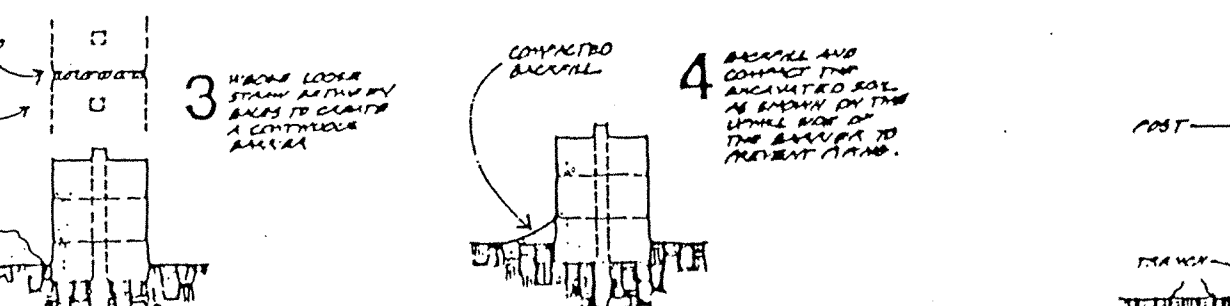 3
WEDGE LOOSE
STRAW BETWEEN
BALES TO CREATE
A CONTINUOUS
BARRIER
COMPACTED
BACKFILL
4
BACKFILL AND
COMPACT THE
EXCAVATED SOIL
AS SHOWN ON THE
UPHILL SIDE OF
THE BARRIER TO
PREVENT PIPING.
POST
TRENCH